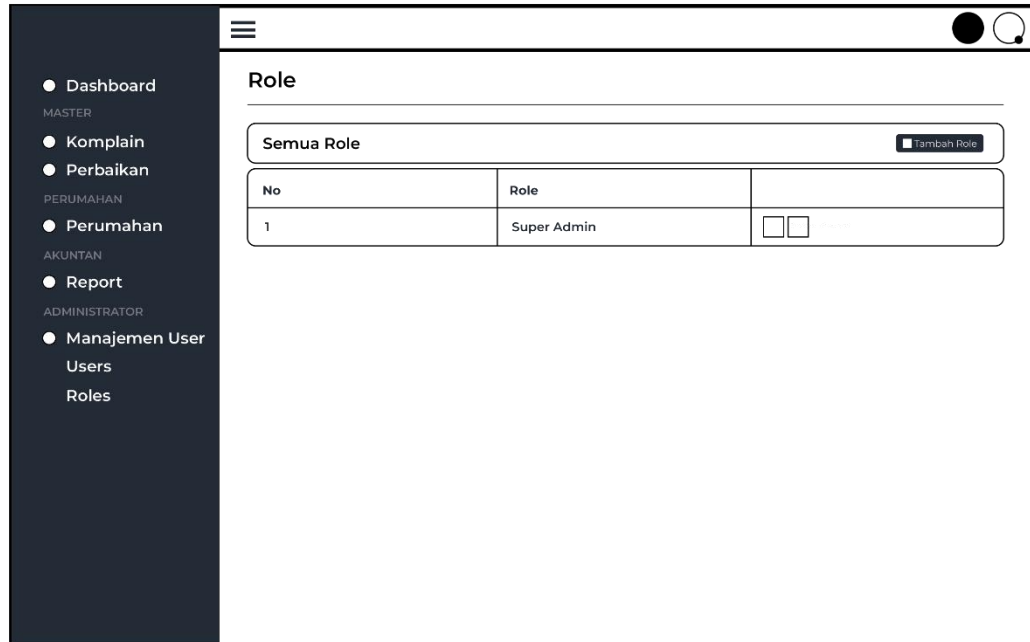 Dashboard
MASTER
Komplain
Perbaikan
PERUMAHAN
Perumahan
AKUNTAN
Report
ADMINISTRATOR
Manajemen User
Users
Roles
Role
Semua Role
Tambah Role
No Role
1 Super Admin